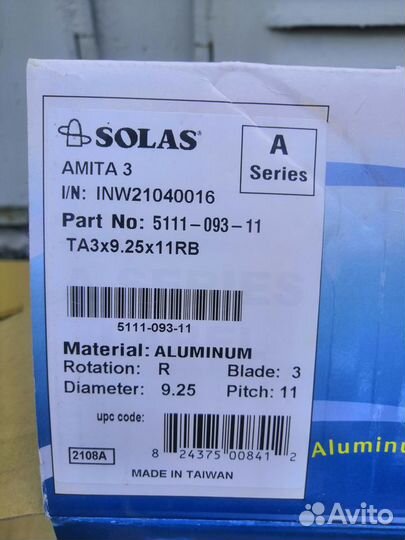 SOLAS®
A
Series
AMITA 3
I/N: INW21040016
Part No: 5111-093-11
TA3x9.25x11RB
A SERIES
5111-093-11
Material: ALUMINUM
Rotation: R Blade: 3
Diameter: 9.25 Pitch: 11
upc code:
8 24375 00841 2
2108A
MADE IN TAIWAN
Aluminu
Avito